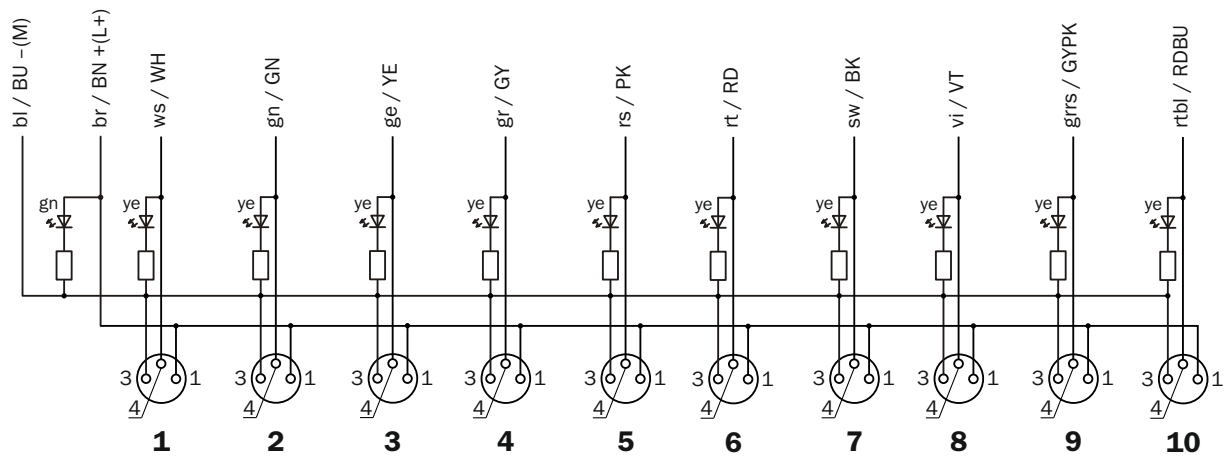 bl / BU –(M)
br / BN +(L+)
ws / WH
gn / GN
ge / YE
gr / GY
rs / PK
rt / RD
sw / BK
vi / VT
grrs / GYPK
rtbl / RDBU
gn ye ye ye ye ye ye ye ye ye ye
3 1 3 1 3 1 3 1 3 1 3 1 3 1 3 1 3 1 3 1
4 4 4 4 4 4 4 4 4 4
1 2 3 4 5 6 7 8 9 10